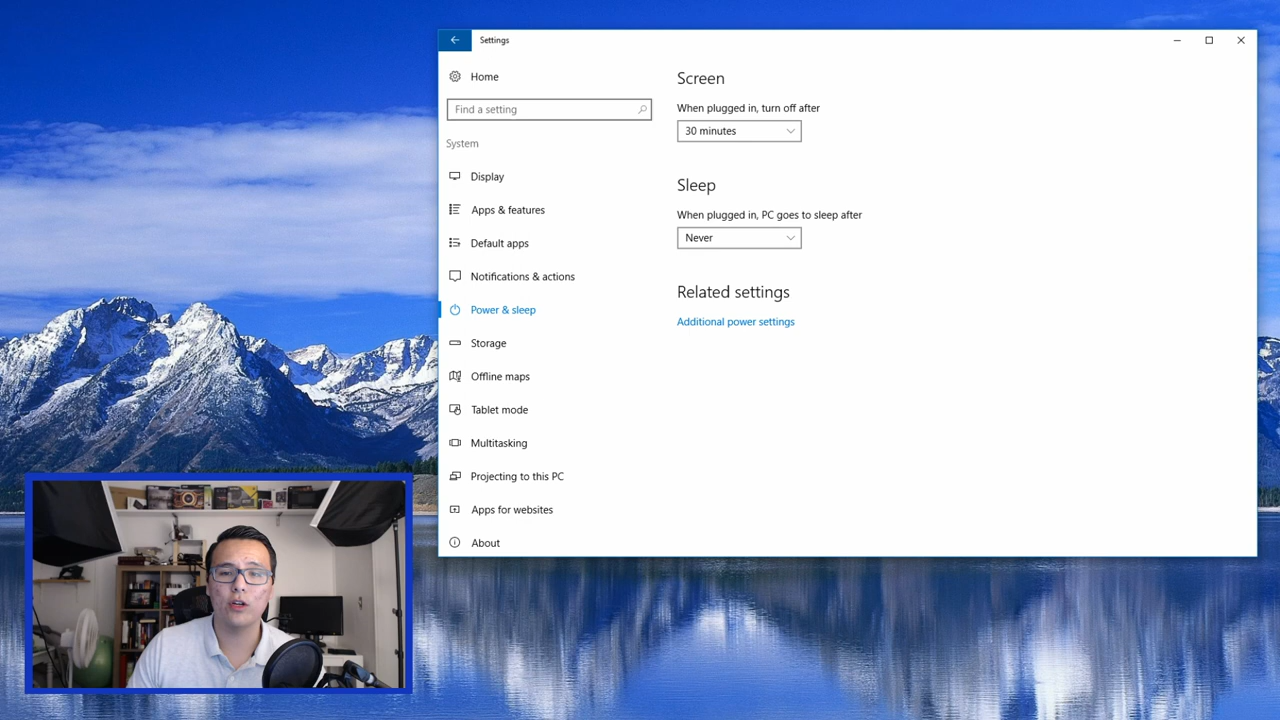 Settings
Home
Find a setting
System
Display
Apps & features
Default apps
Notifications & actions
Power & sleep
Storage
Offline maps
Tablet mode
Multitasking
Projecting to this PC
Apps for websites
About
Screen
When plugged in, turn off after
30 minutes
Sleep
When plugged in, PC goes to sleep after
Never
Related settings
Additional power settings